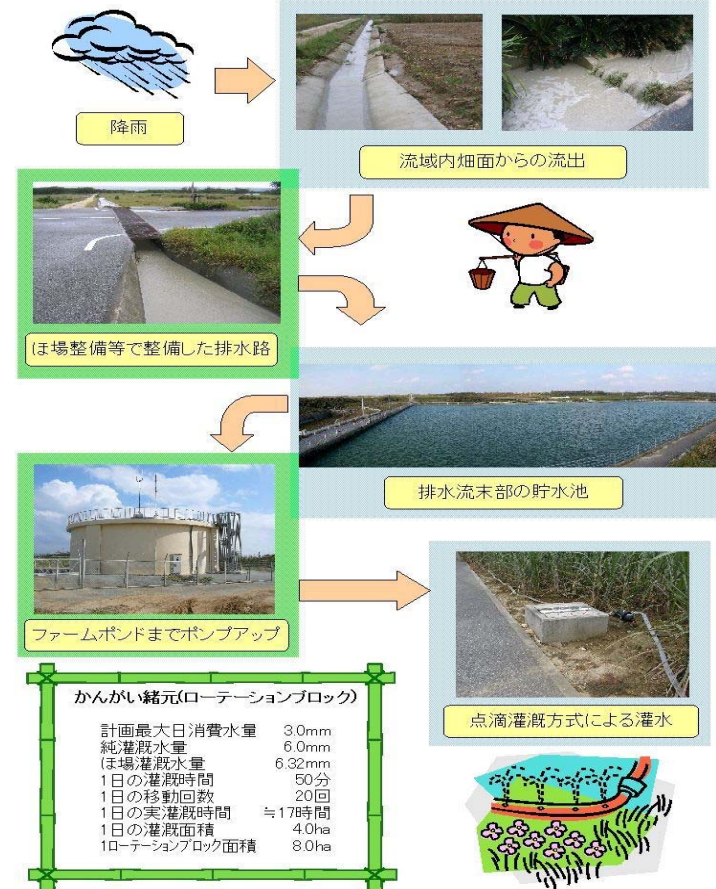 降雨
流域内畑面からの流出
ほ場整備等で整備した排水路
排水流末部の貯水池
ファームポンドまでポンプアップ
点滴灌漑方式による灌水
かんがい緒元(ローテーションブロック)
計画最大日消費水量 3.0mm
純灌漑水量 6.0mm
ほ場灌漑水量 6.32mm
1日の灌漑時間 50分
1日の移動回数 20回
1日の実灌漑時間 ≒17時間
1日の灌漑面積 4.0ha
1ローテーションブロック面積 8.0ha